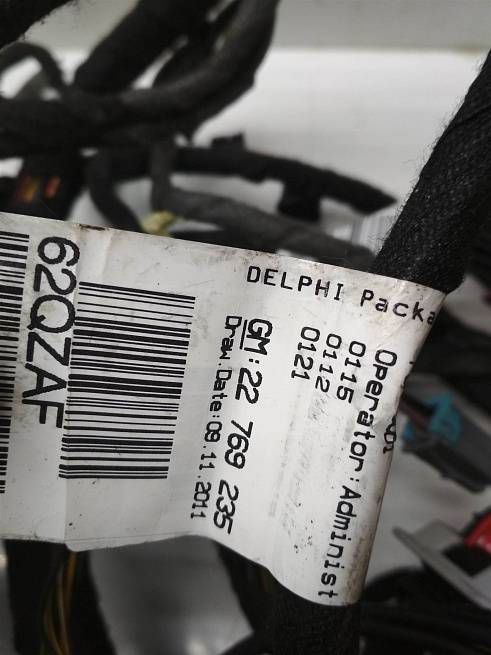 DELPHI Packa
Operator:Administ
0115
0112
0121
GM:22 769 235
Draw.Date:09.11.2011
62QZAF